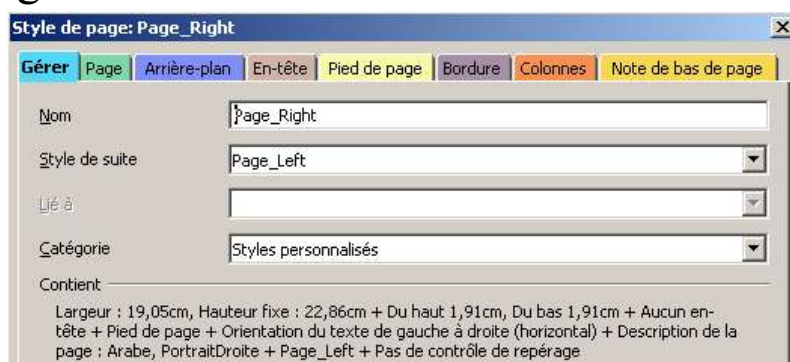 Style de page: Page_Right
Gérer Page Arrière-plan En-tête Pied de page Bordure Colonnes Note de bas de page
Nom Page_Right
Style de suite Page_Left
Lié à
Catégorie Styles personnalisés
Contient
Largeur : 19,05cm, Hauteur fixe : 22,86cm + Du haut 1,91cm, Du bas 1,91cm + Aucun en-
tête + Pied de page + Orientation du texte de gauche à droite (horizontal) + Description de la
page : Arabe, PortraitDroite + Page_Left + Pas de contrôle de repérage